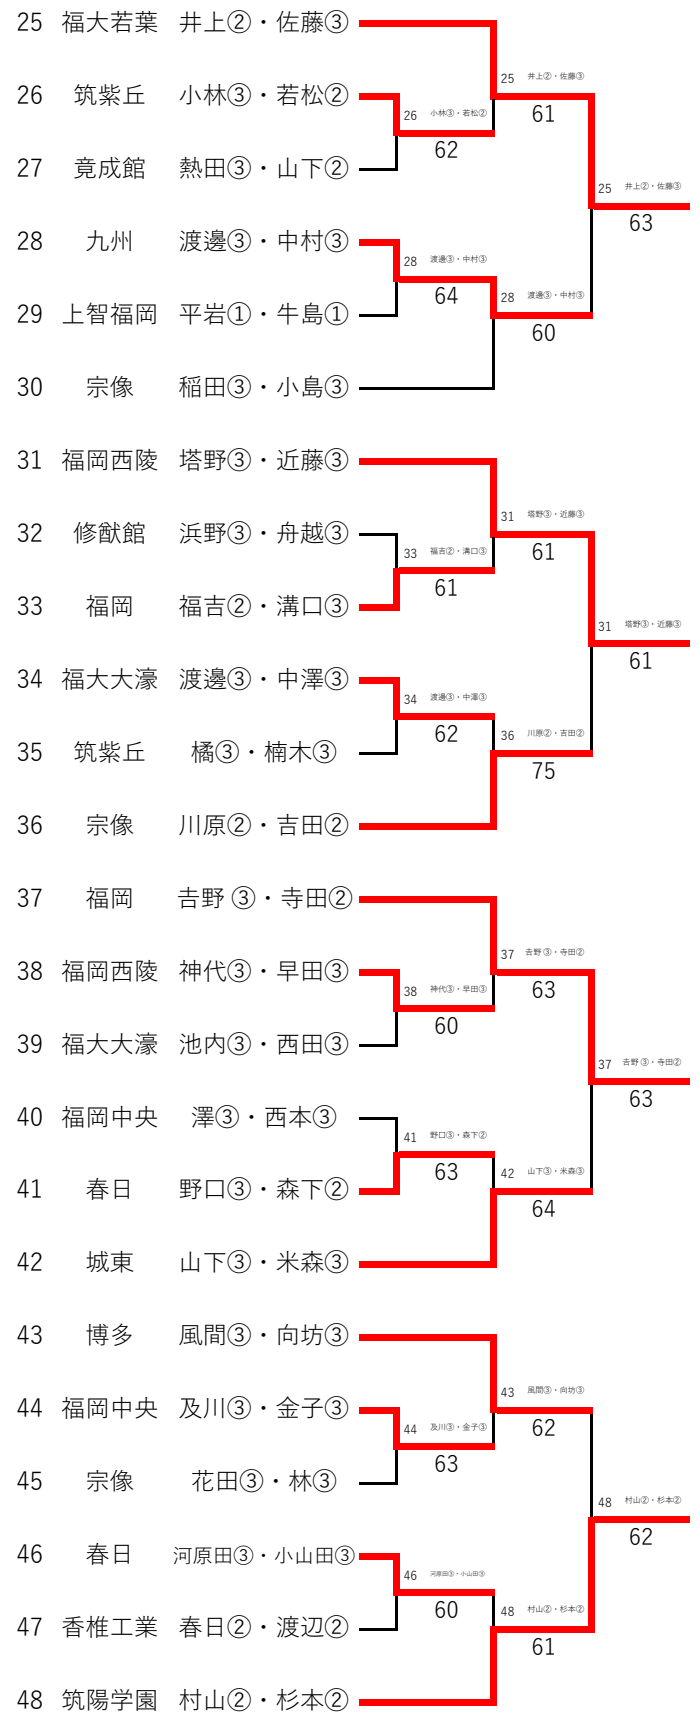 25 福大若葉 井上②・佐藤③
25 井上②・佐藤③
61
26 筑紫丘 小林③・若松②
26 小林③・若松②
62
27 竟成館 熱田③・山下②
25 井上②・佐藤③
63
28 九州 渡邊③・中村③
28 渡邊③・中村③
64
28 渡邊③・中村③
60
29 上智福岡 平岩①・牛島①
30 宗像 稲田③・小島③
31 福岡西陵 塔野③・近藤③
31 塔野③・近藤③
61
32 修猷館 浜野③・舟越③
33 福吉②・溝口③
61
33 福岡 福吉②・溝口③
31 塔野③・近藤③
61
34 福大大濠 渡邊③・中澤③
34 渡邊③・中澤③
62
36 川原②・吉田②
75
35 筑紫丘 橘③・楠木③
36 宗像 川原②・吉田②
37 福岡 𠮷野 ③・寺田②
37 𠮷野 ③・寺田②
63
38 福岡西陵 神代③・早田③
38 神代③・早田③
60
39 福大大濠 池内③・西田③
37 𠮷野 ③・寺田②
63
40 福岡中央 澤③・西本③
41 野口③・森下②
63
42 山下③・米森③
64
41 春日 野口③・森下②
42 城東 山下③・米森③
43 博多 風間③・向坊③
43 風間③・向坊③
62
44 福岡中央 及川③・金子③
44 及川③・金子③
63
45 宗像 花田③・林③
48 村山②・杉本②
62
46 春日 河原田③・小山田③
46 河原田③・小山田③
60
48 村山②・杉本②
61
47 香椎工業 春日②・渡辺②
48 筑陽学園 村山②・杉本②